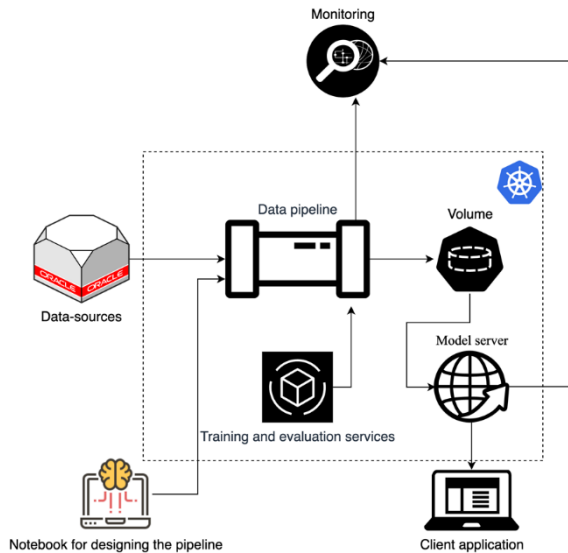 Monitoring
Data pipeline
Volume
ORACLE ORACLE
Data-sources
Model server
Training and evaluation services
Notebook for designing the pipeline
Client application